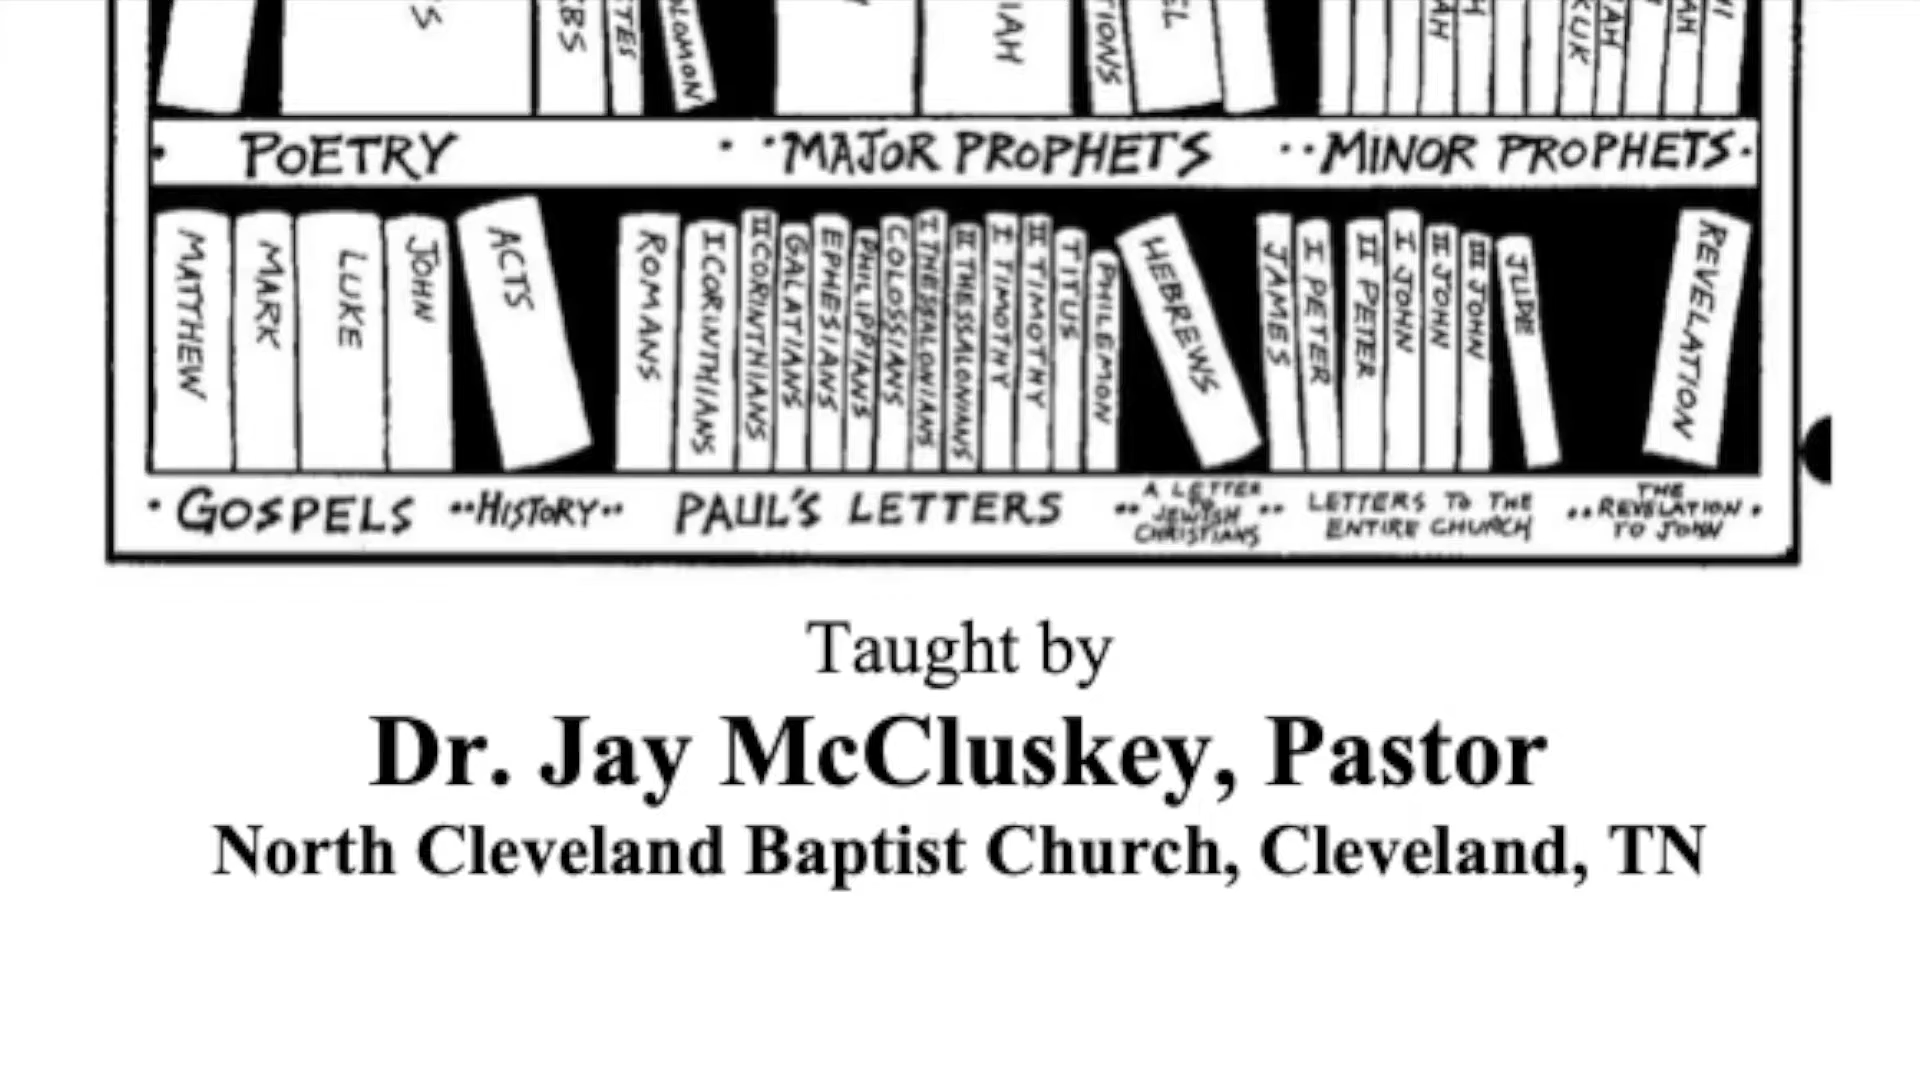 POETRY · · MAJOR PROPHETS · · MINOR PROPHETS ·
MATTHEW
MARK
LUKE
JOHN
ACTS
ROMANS
I CORINTHIANS
II CORINTHIANS
GALATIANS
EPHESIANS
PHILIPPIANS
COLOSSIANS
I THESSALONIANS
II THESSALONIANS
I TIMOTHY
II TIMOTHY
TITUS
PHILEMON
HEBREWS
JAMES
I PETER
II PETER
I JOHN
II JOHN
III JOHN
JUDE
REVELATION
· GOSPELS
·· HISTORY ··
PAUL'S LETTERS
·· A LETTER
TO
JEWISH
CHRISTIANS ··
LETTERS TO THE
ENTIRE CHURCH
·· THE
REVELATION ·
TO JOHN
Taught by
Dr. Jay McCluskey, Pastor
North Cleveland Baptist Church, Cleveland, TN